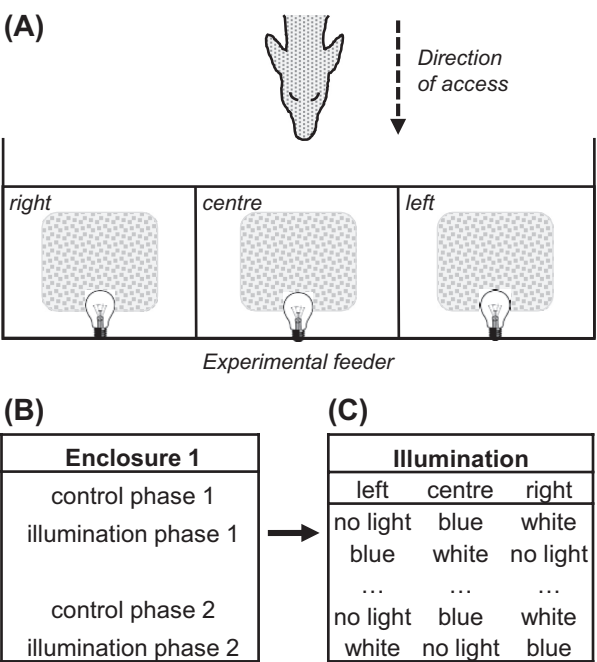 (A)
Direction
of access
right centre left
Experimental feeder
(B) (C)
Enclosure 1
control phase 1
illumination phase 1
control phase 2
illumination phase 2
Illumination
left centre right
no light blue white
blue white no light
... ... ...
no light blue white
white no light blue